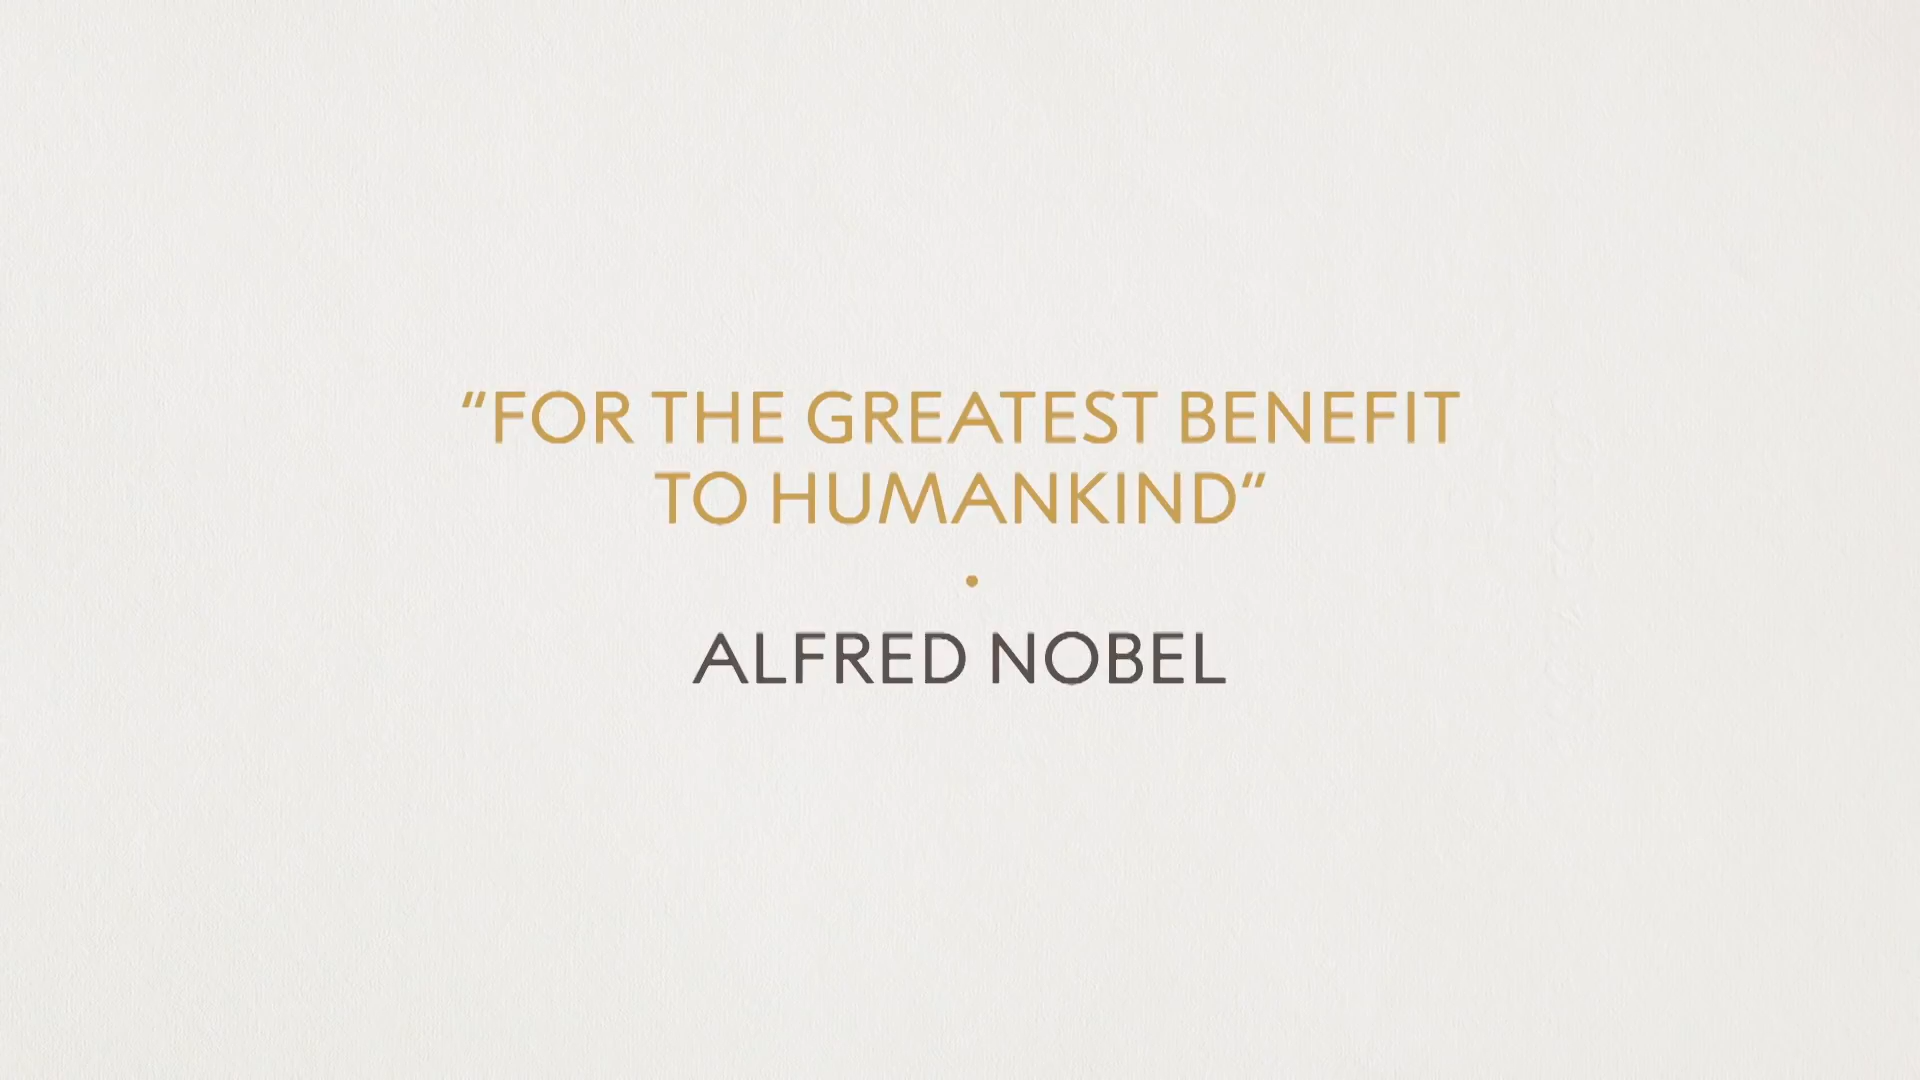 “FOR THE GREATEST BENEFIT
TO HUMANKIND“
•
ALFRED NOBEL